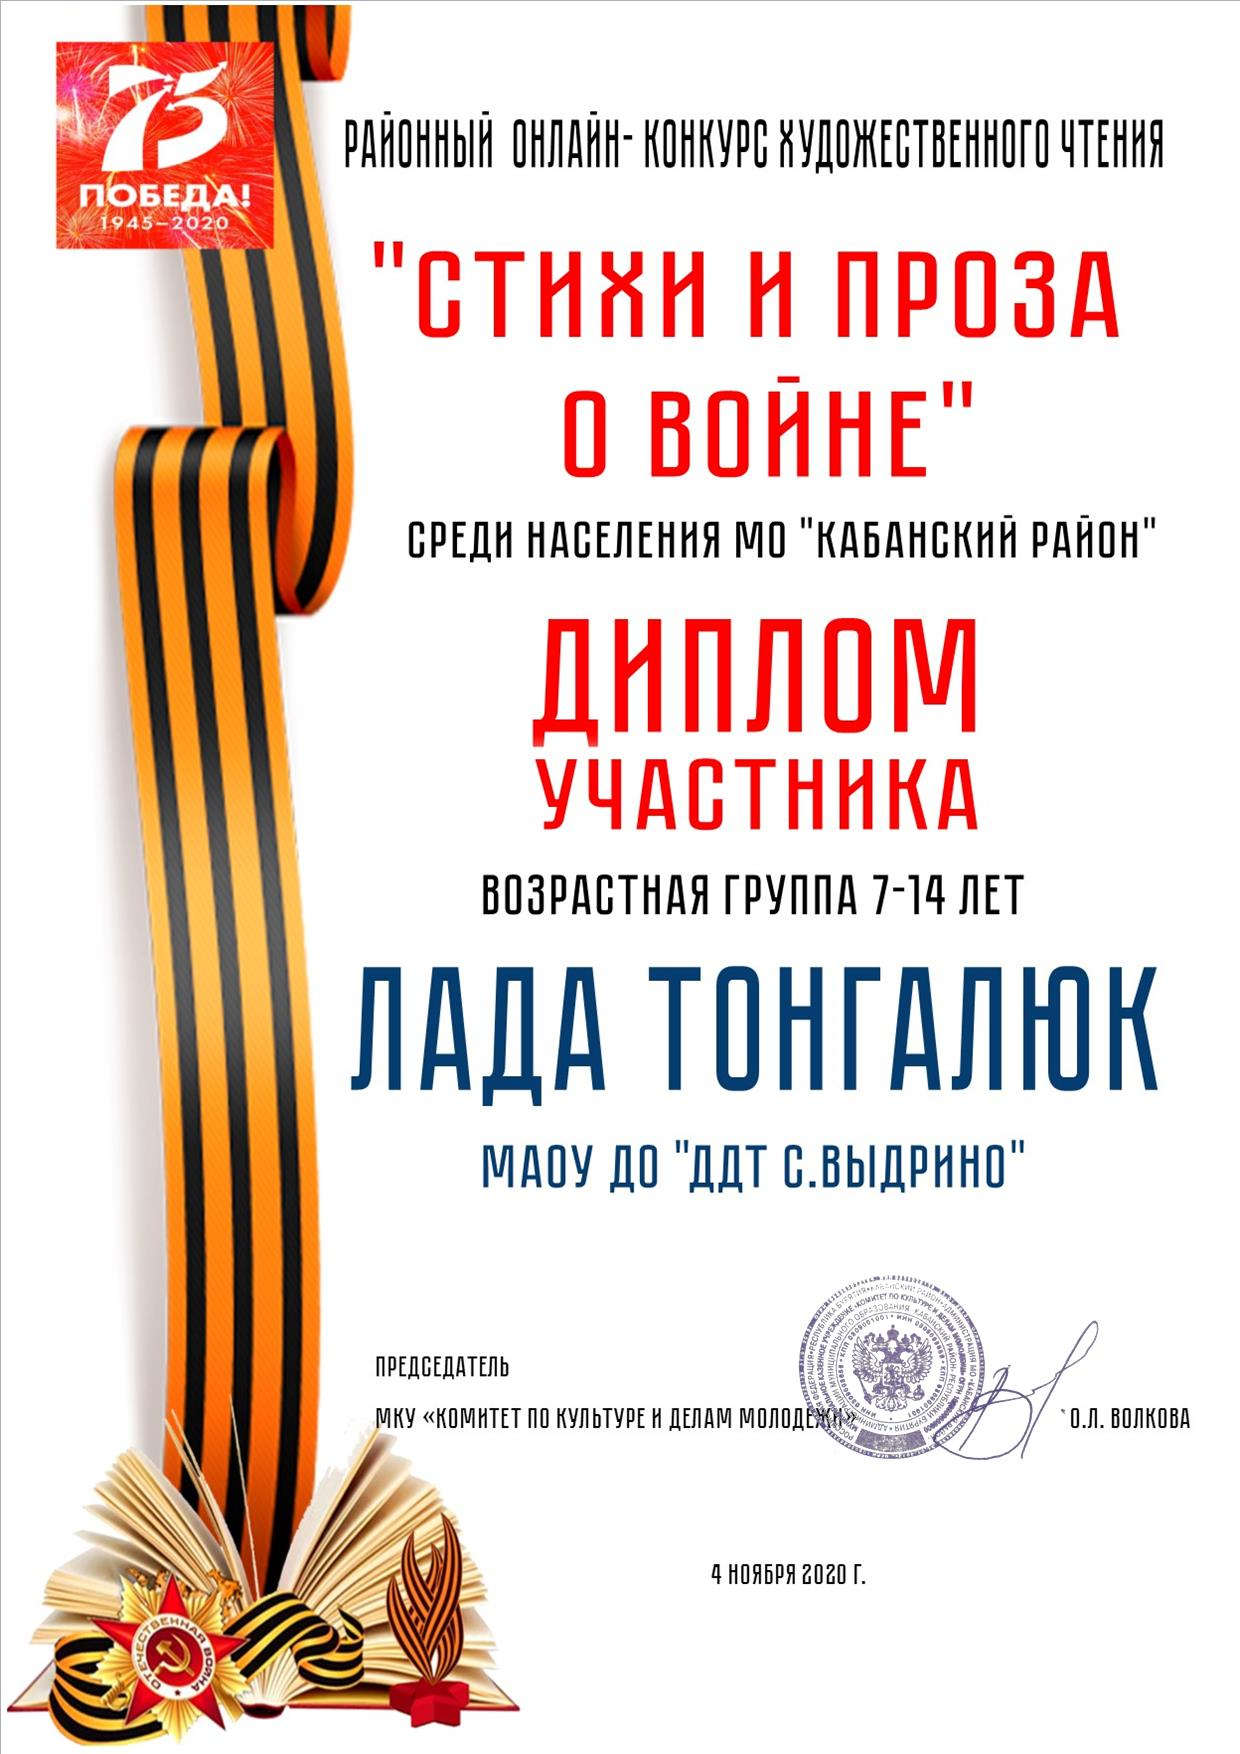 75
ПОБЕДА!
1945–2020
РАЙОННЫЙ ОНЛАЙН- КОНКУРС ХУДОЖЕСТВЕННОГО ЧТЕНИЯ
"СТИХИ И ПРОЗА
О ВОЙНЕ"
СРЕДИ НАСЕЛЕНИЯ МО "КАБАНСКИЙ РАЙОН"
ДИПЛОМ
УЧАСТНИКА
ВОЗРАСТНАЯ ГРУППА 7-14 ЛЕТ
ЛАДА ТОНГАЛЮК
МАОУ ДО "ДДТ С.ВЫДРИНО"
ПРЕДСЕДАТЕЛЬ
МКУ «КОМИТЕТ ПО КУЛЬТУРЕ И ДЕЛАМ МОЛОДЕЖИ» О.Л. ВОЛКОВА
4 НОЯБРЯ 2020 Г.
ОТЕЧЕСТВЕННАЯ ВОЙНА